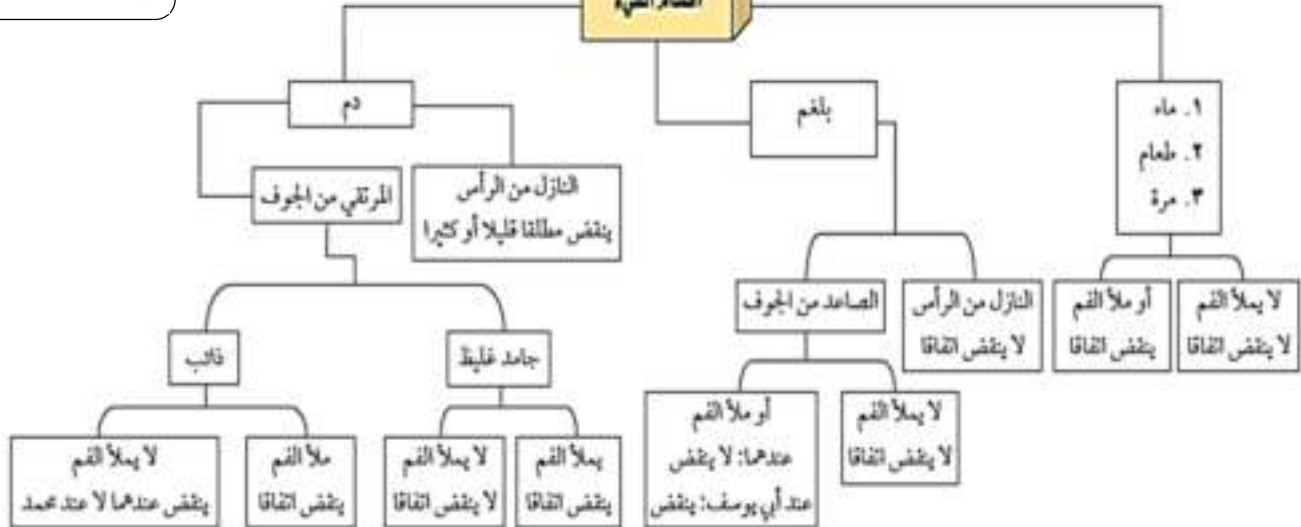 أقسام القيء
١. ماء
٢. طعام
٣. مرة
لا يملأ الفم
لا ينقض اتفاقا
أو ملأ الفم
ينقض اتفاقا
بلغم
النازل من الرأس
لا ينقض اتفاقا
الصاعد من الجوف
لا يملأ الفم
لا ينقض اتفاقا
أو ملأ الفم
عندهما: لا ينقض
عند أبي يوسف: ينقض
دم
النازل من الرأس
ينقض مطلقا قليلا أو كثيرا
المرتقي من الجوف
جامد غليظ
يملأ الفم
ينقض اتفاقا
لا يملأ الفم
لا ينقض اتفاقا
ذائب
ملأ الفم
ينقض اتفاقا
لا يملأ الفم
ينقض عندهما لا عند محمد